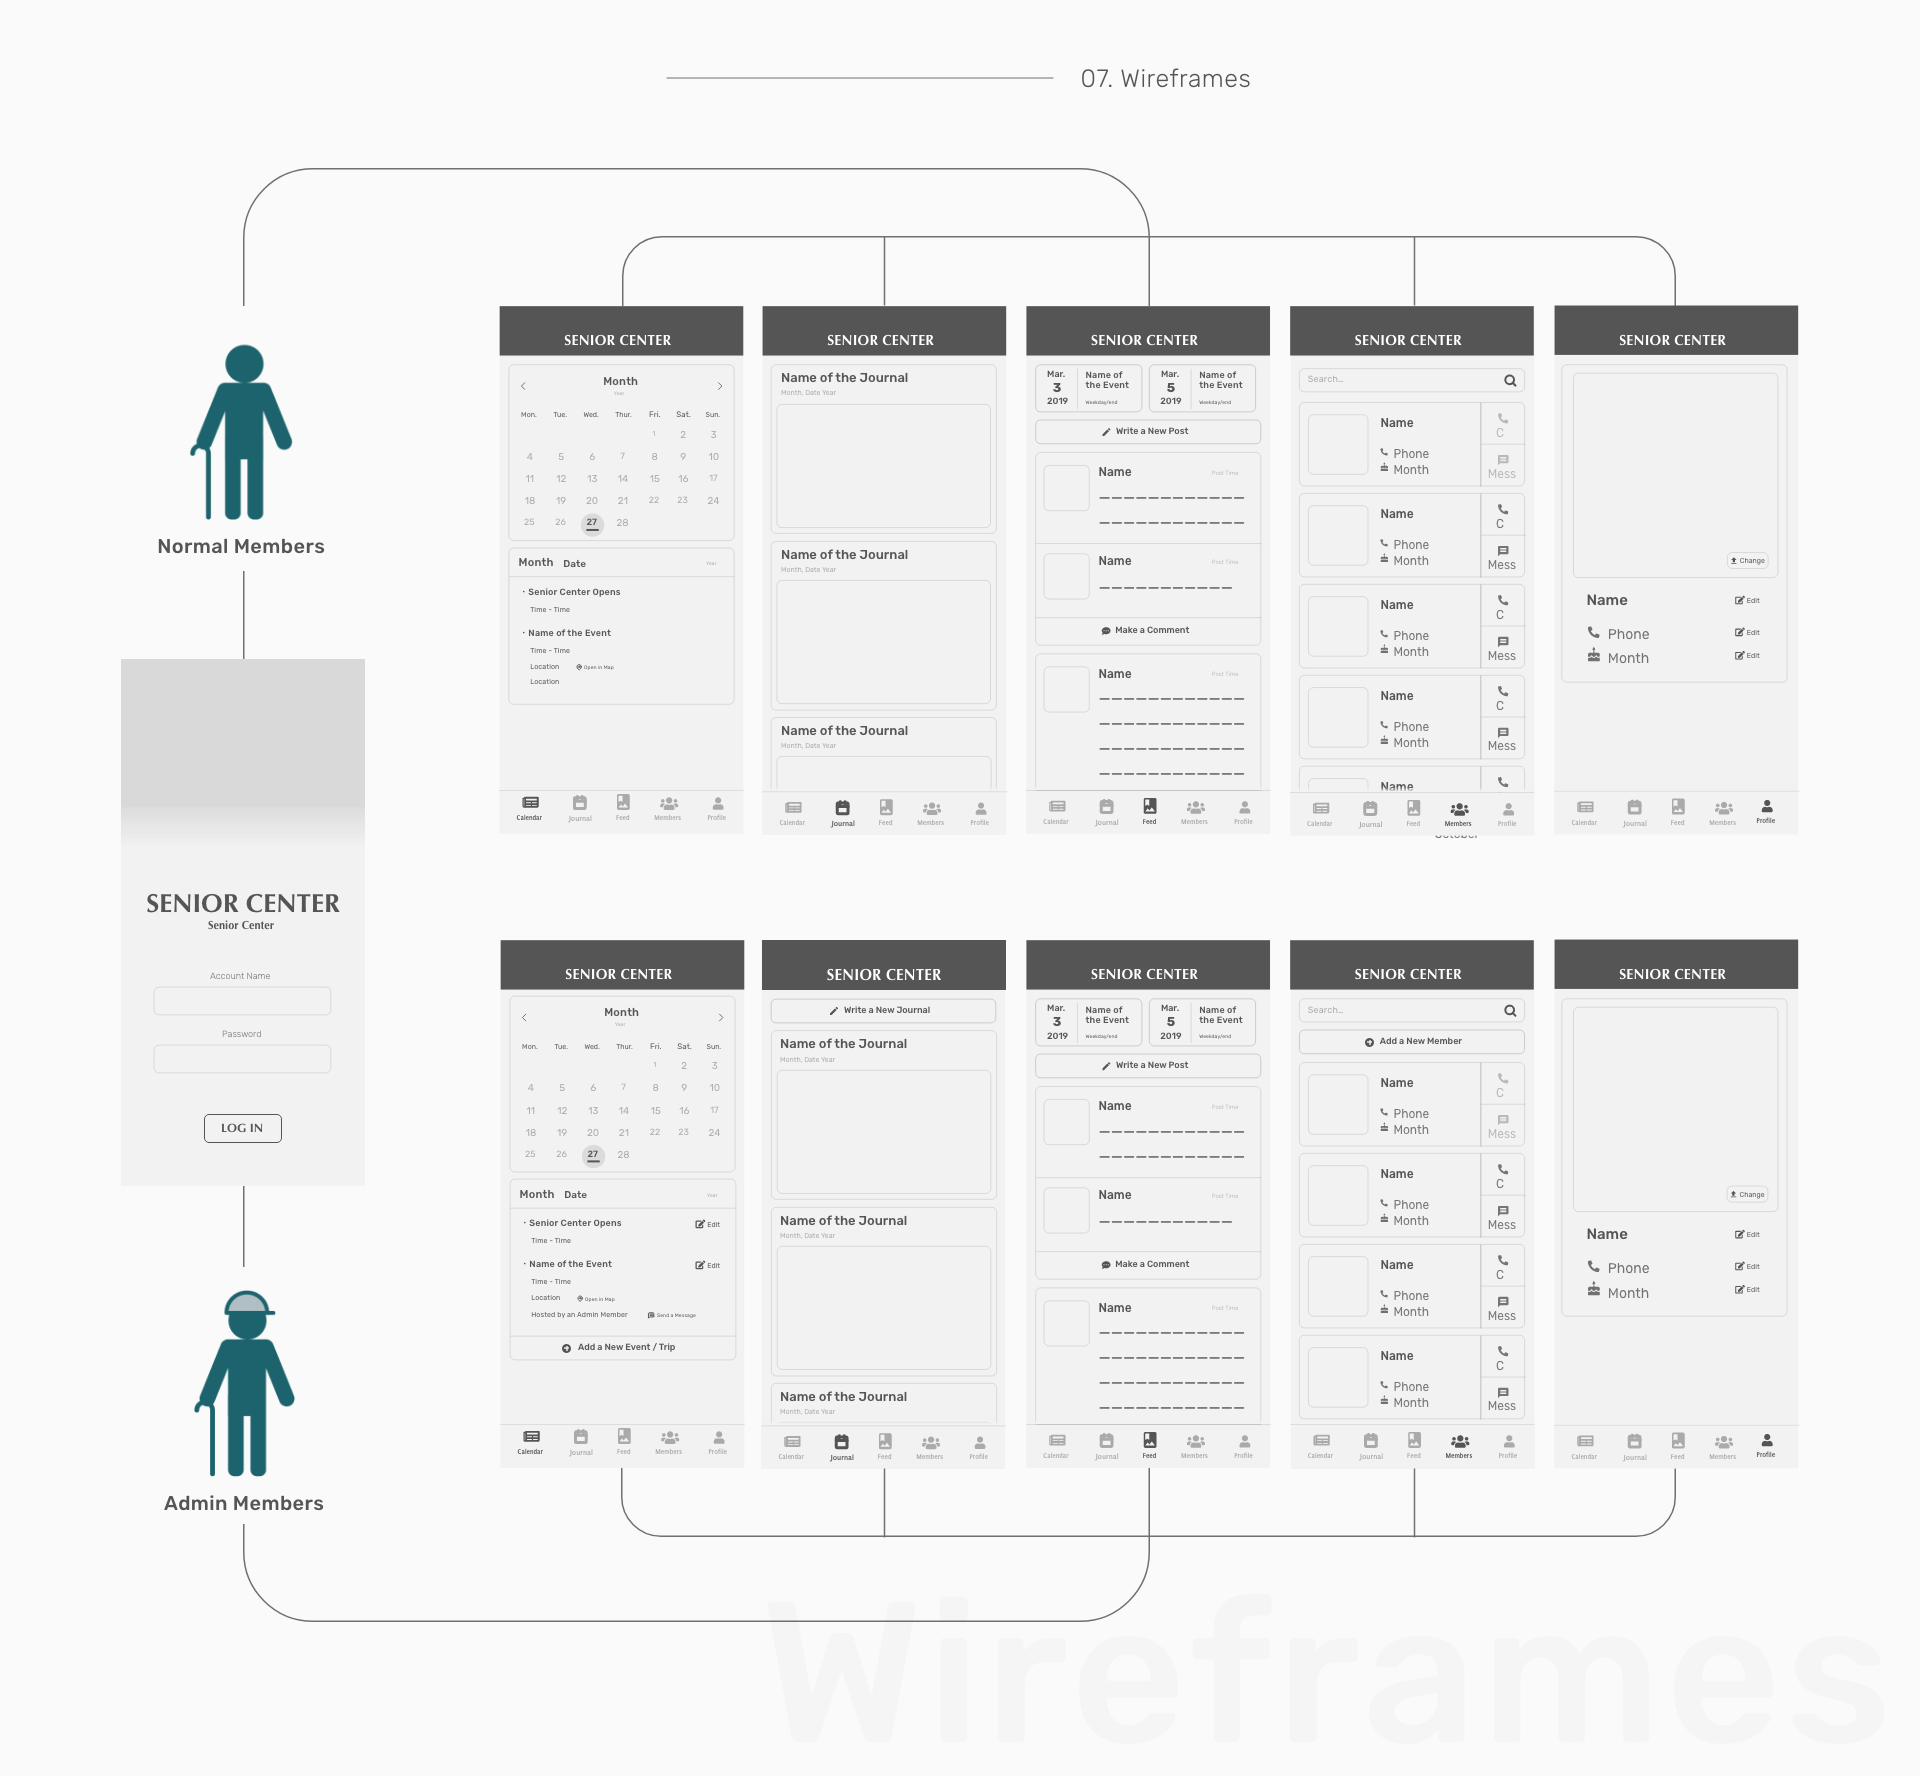 07. Wireframes
Normal Members
SENIOR CENTER
Senior Center
Account Name
Password
LOG IN
Admin Members
SENIOR CENTER
Month
Year
Mon. Tue. Wed. Thur. Fri. Sat. Sun.
1 2 3
4 5 6 7 8 9 10
11 12 13 14 15 16 17
18 19 20 21 22 23 24
25 26 27 28
Month Date Year
· Senior Center Opens
Time - Time
· Name of the Event
Time - Time
Location Open in Map
Location
Calendar Journal Feed Members Profile
SENIOR CENTER
Name of the Journal
Month, Date Year
Name of the Journal
Month, Date Year
Name of the Journal
Month, Date Year
Calendar Journal Feed Members Profile
SENIOR CENTER
Mar.
3
2019
Name of
the Event
Weekday/end
Mar.
5
2019
Name of
the Event
Weekday/end
Write a New Post
Name Post Time
Name Post Time
Make a Comment
Name Post Time
Calendar Journal Feed Members Profile
SENIOR CENTER
Search...
Name
C
Phone
Month
Mess
Name
C
Phone
Month
Mess
Name
C
Phone
Month
Mess
Name
C
Phone
Month
Mess
Name
Calendar Journal Feed Members Profile
October
SENIOR CENTER
Change
Name Edit
Phone Edit
Month Edit
Calendar Journal Feed Members Profile
SENIOR CENTER
Month
Year
Mon. Tue. Wed. Thur. Fri. Sat. Sun.
1 2 3
4 5 6 7 8 9 10
11 12 13 14 15 16 17
18 19 20 21 22 23 24
25 26 27 28
Month Date Year
· Senior Center Opens Edit
Time - Time
· Name of the Event Edit
Time - Time
Location Open in Map
Hosted by an Admin Member Send a Message
Add a New Event / Trip
Calendar Journal Feed Members Profile
SENIOR CENTER
Write a New Journal
Name of the Journal
Month, Date Year
Name of the Journal
Month, Date Year
Name of the Journal
Month, Date Year
Calendar Journal Feed Members Profile
SENIOR CENTER
Mar.
3
2019
Name of
the Event
Weekday/end
Mar.
5
2019
Name of
the Event
Weekday/end
Write a New Post
Name Post Time
Name Post Time
Make a Comment
Name Post Time
Calendar Journal Feed Members Profile
SENIOR CENTER
Search...
Add a New Member
Name
C
Phone
Month
Mess
Name
C
Phone
Month
Mess
Name
C
Phone
Month
Mess
Name
C
Phone
Month
Mess
Calendar Journal Feed Members Profile
SENIOR CENTER
Change
Name Edit
Phone Edit
Month Edit
Calendar Journal Feed Members Profile
Wireframes